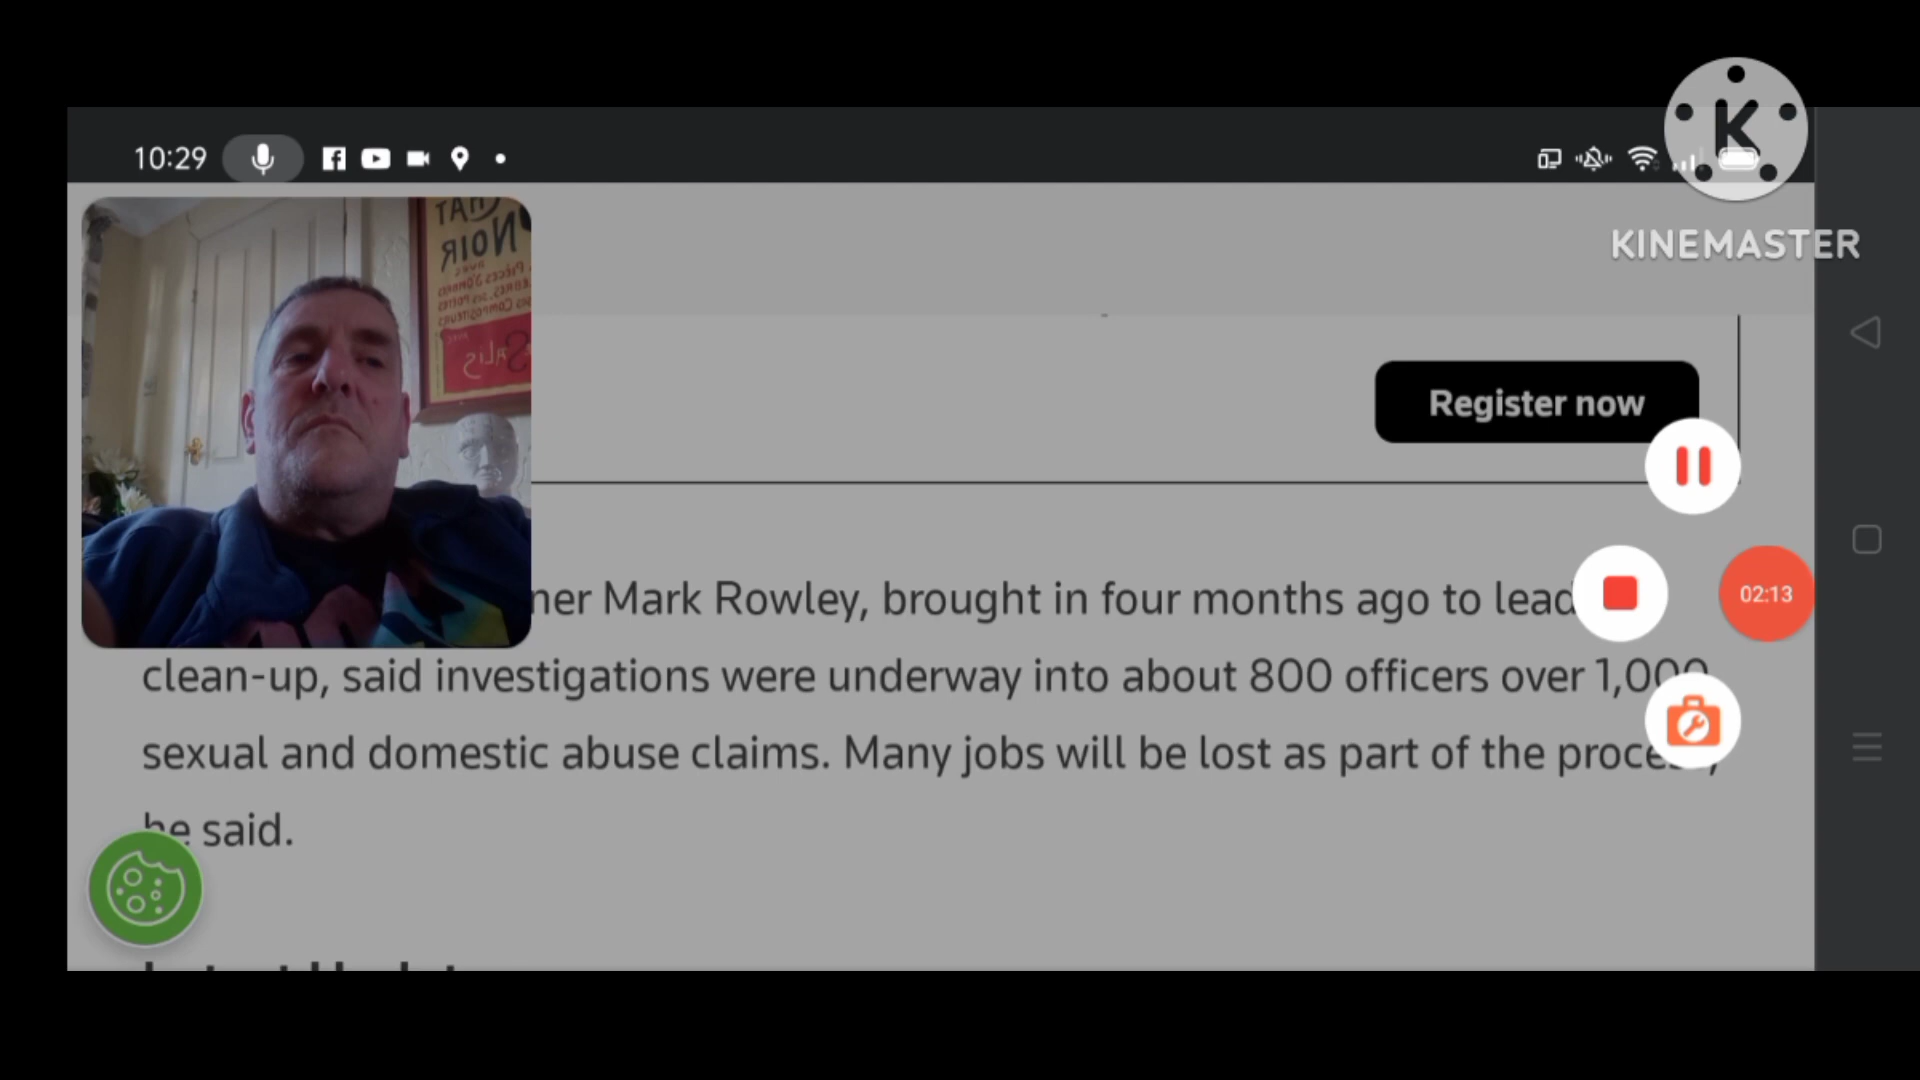 10:29
KINEMASTER
CHAT
NOIR
Register now
ner Mark Rowley, brought in four months ago to lead
clean-up, said investigations were underway into about 800 officers over 1,000
02:13
sexual and domestic abuse claims. Many jobs will be lost as part of the process,
he said.